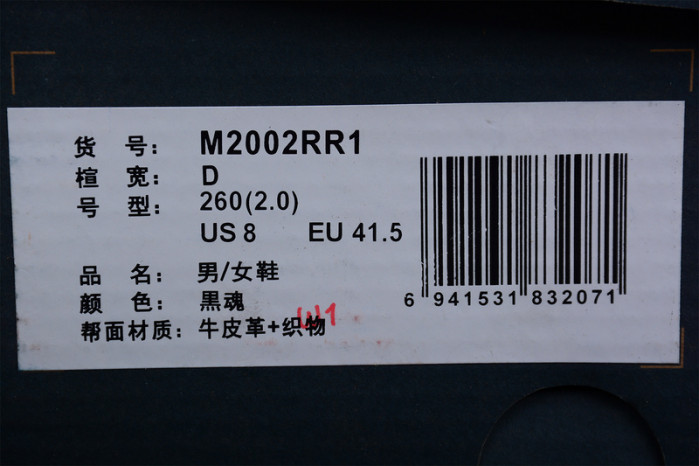 货 号: M2002RR1
楦 宽: D
号 型: 260(2.0)
US 8 EU 41.5
品 名: 男/女鞋
颜 色: 黒魂
帮面材质: 牛皮革+织物
6 941531 832071